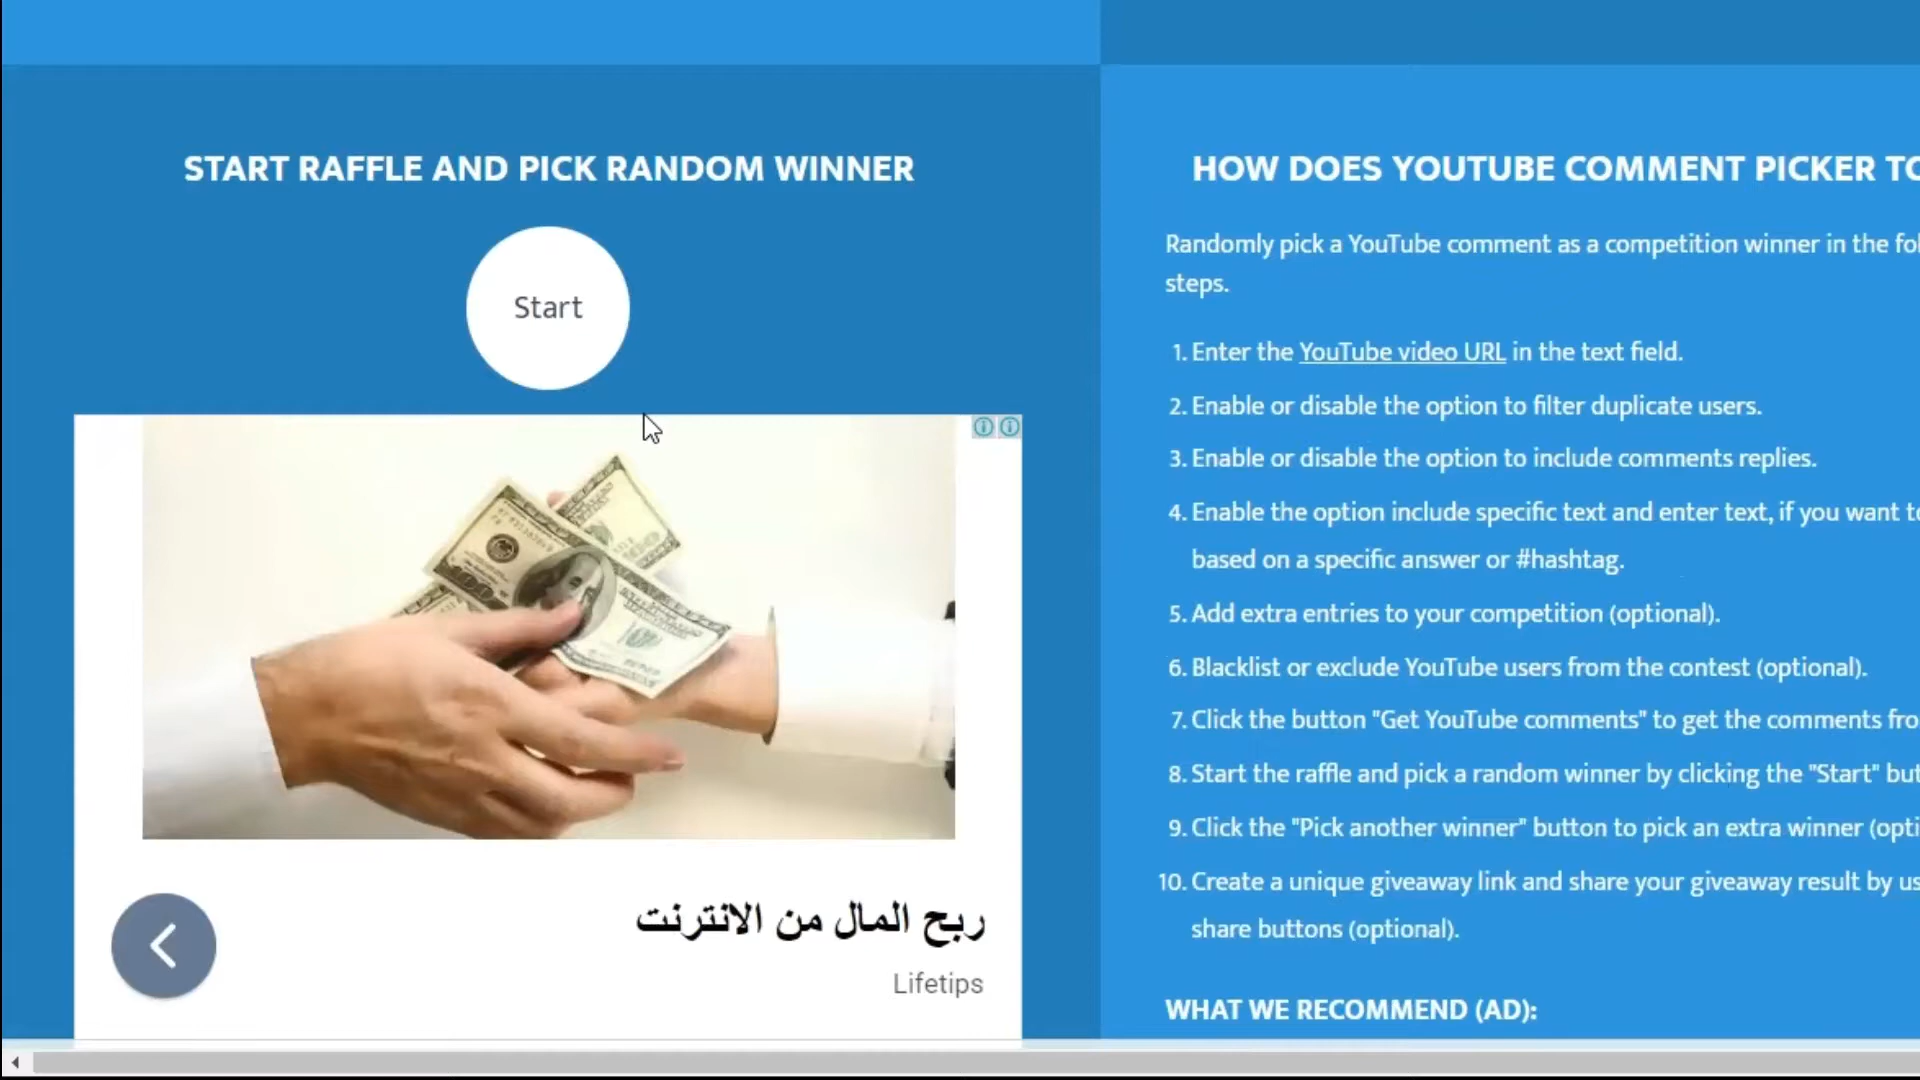 START RAFFLE AND PICK RANDOM WINNER
Start
ربح المال من الانترنت
Lifetips
HOW DOES YOUTUBE COMMENT PICKER
Randomly pick a YouTube comment as a competition winner in the
steps.
1. Enter the YouTube video URL in the text field.
2. Enable or disable the option to filter duplicate users.
3. Enable or disable the option to include comments replies.
4. Enable the option include specific text and enter text, if you want
based on a specific answer or #hashtag.
5. Add extra entries to your competition (optional).
6. Blacklist or exclude YouTube users from the contest (optional).
7. Click the button "Get YouTube comments" to get the comments
8. Start the raffle and pick a random winner by clicking the "Start"
9. Click the "Pick another winner" button to pick an extra winner
10. Create a unique giveaway link and share your giveaway result by
share buttons (optional).
WHAT WE RECOMMEND (AD):